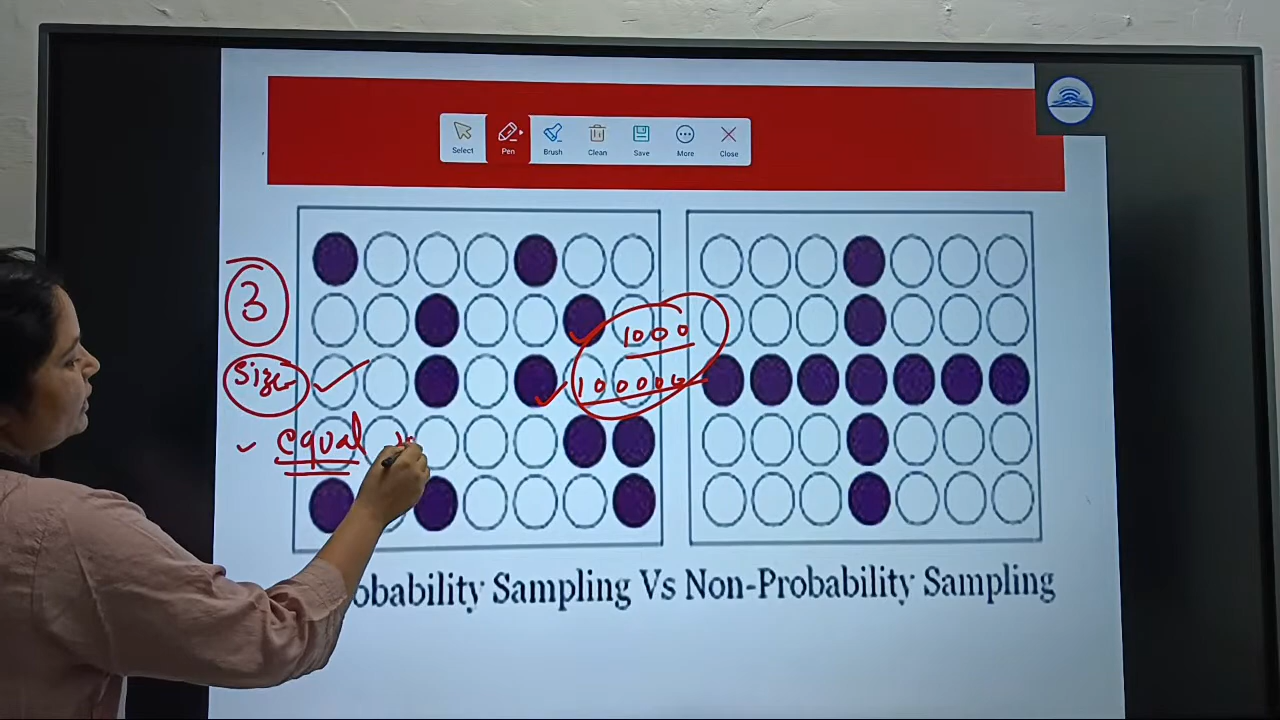 Select Pen Brush Clean Save More Close
3
1000
Size
100000
equal
obability Sampling Vs Non-Probability Sampling